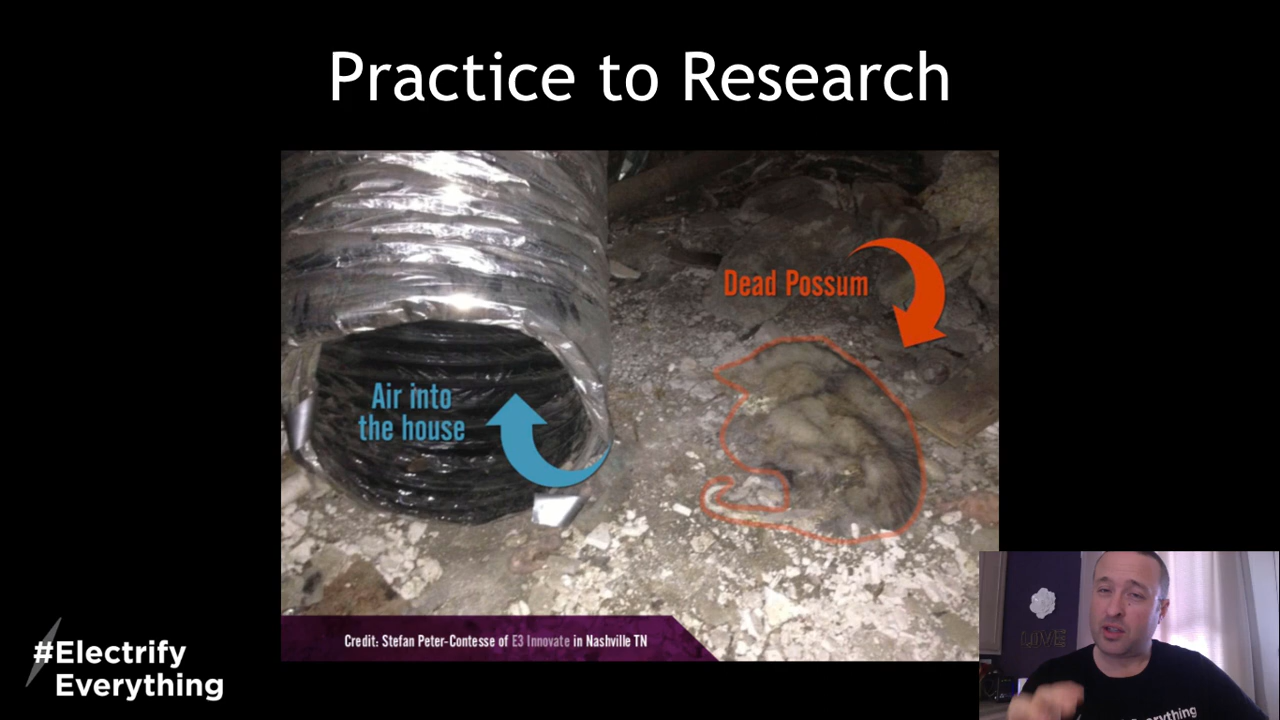 Practice to Research
Dead Possum
Air into
the house
Credit: Stefan Peter-Contesse of E3 Innovate in Nashville TN
#Electrify
Everything
LIVE